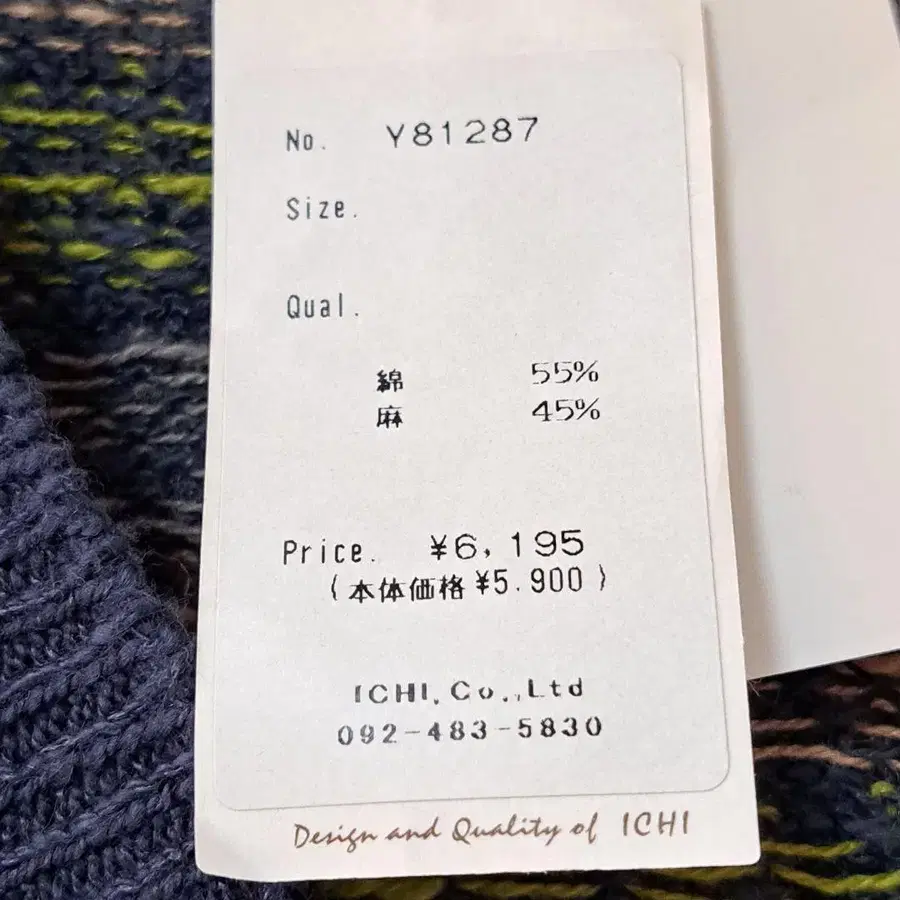 No. Y81287
Size.
Qual.
綿 55%
麻 45%
Price. ¥6,195
(本体価格¥5.900)
ICHI.Co.,Ltd
092-483-5830
Design and Quality of ICHI